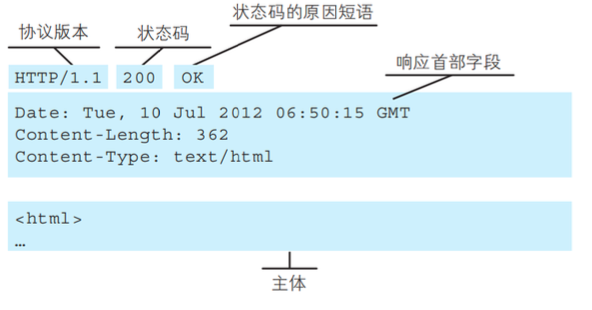 状态码的原因短语
协议版本 状态码
响应首部字段
HTTP/1.1 200 OK
Date: Tue, 10 Jul 2012 06:50:15 GMT
Content-Length: 362
Content-Type: text/html
<html>
…
主体